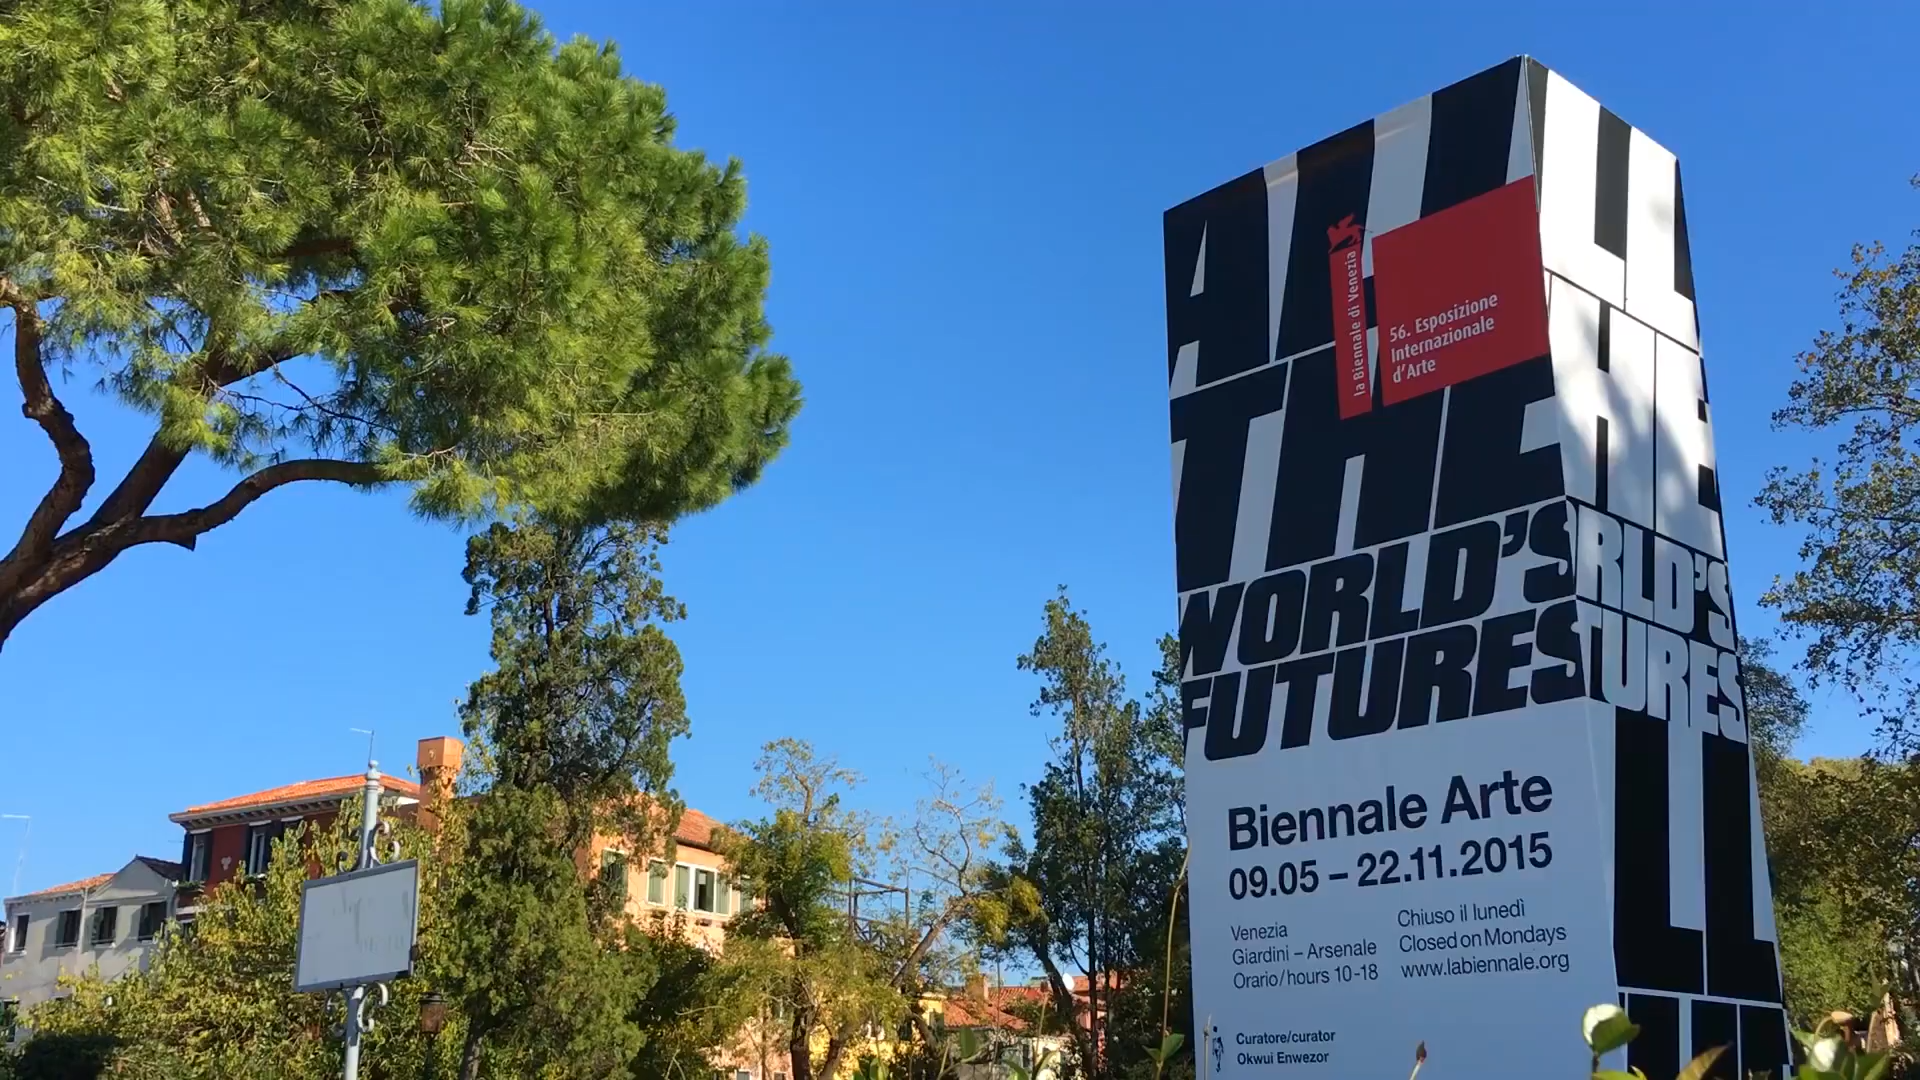 ALL
THE
WORLD'S
FUTURES
la Biennale di Venezia
56. Esposizione
Internazionale
d'Arte
Biennale Arte
09.05 – 22.11.2015
Venezia
Giardini – Arsenale
Orario/hours 10-18
Chiuso il lunedì
Closed on Mondays
www.labiennale.org
Curatore/curator
Okwui Enwezor
RLD'S
TURES